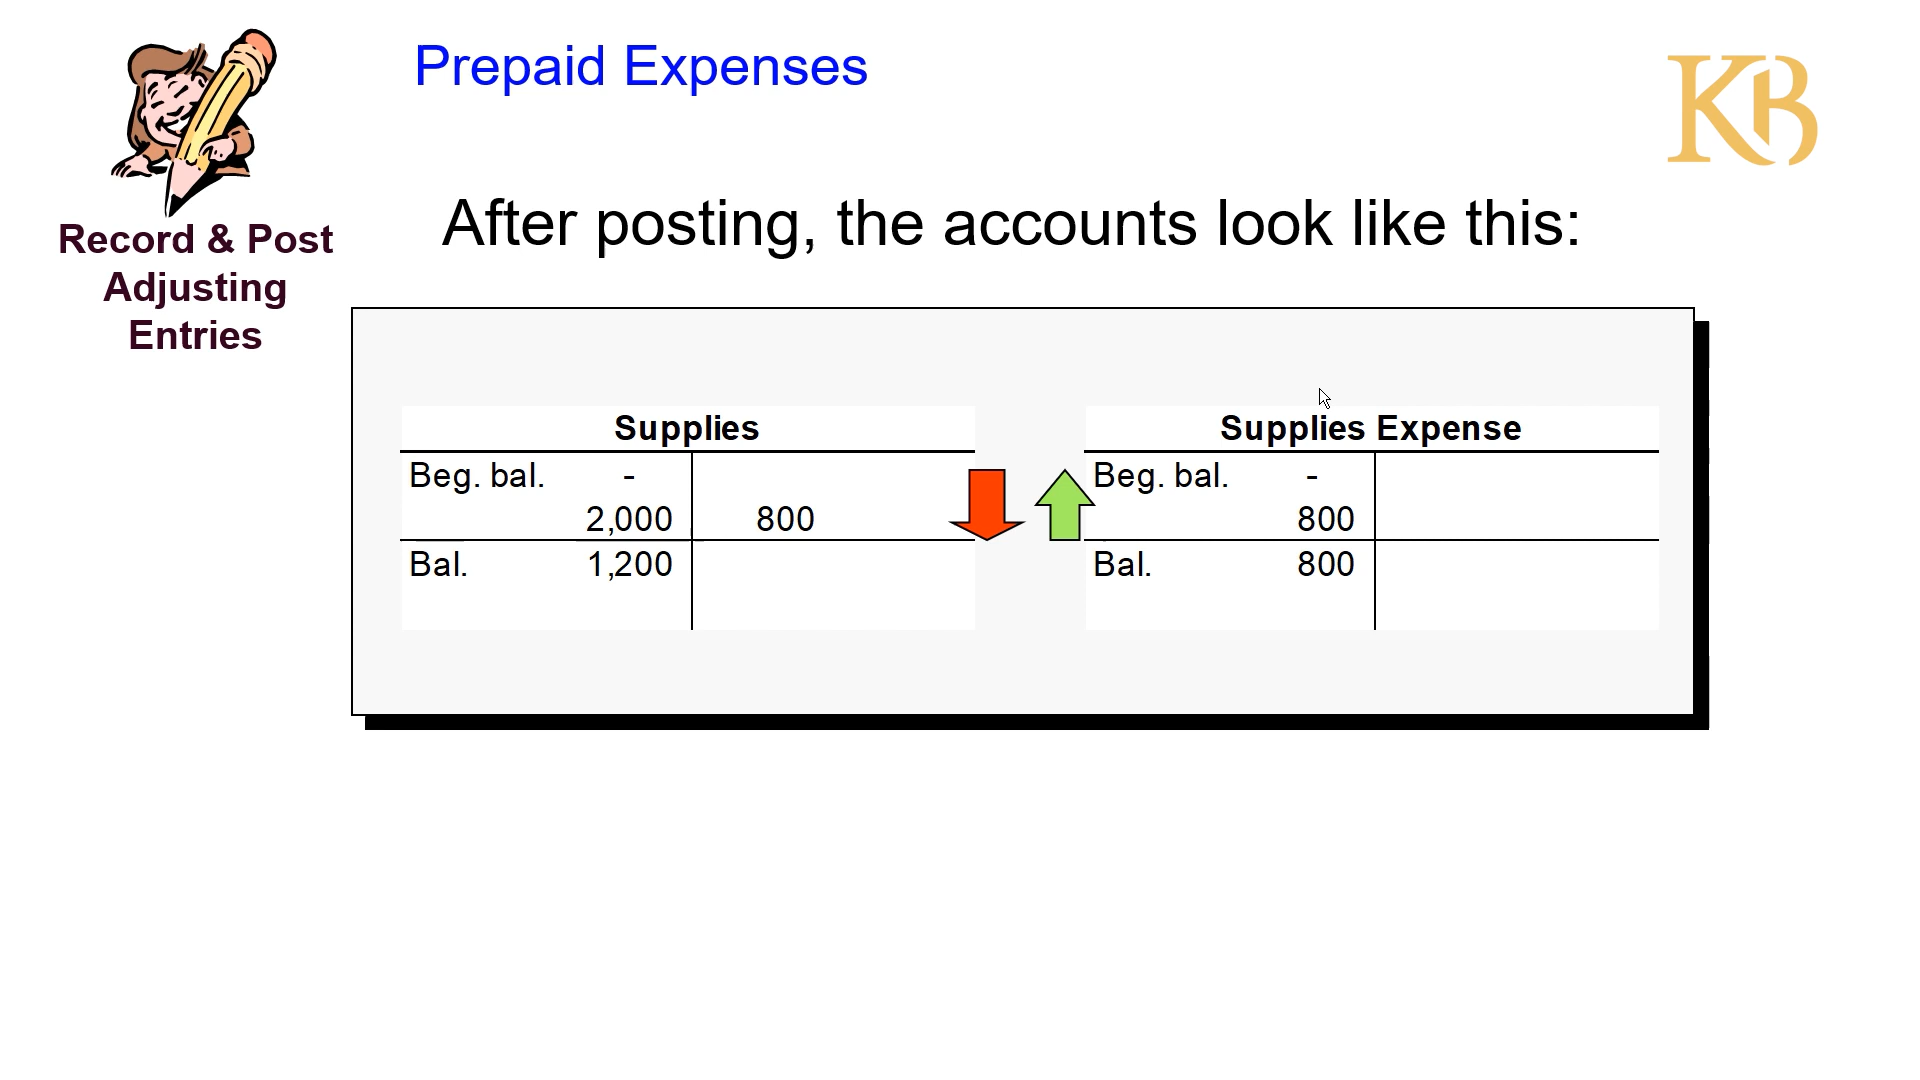 Prepaid Expenses
KB
Record & Post
Adjusting
Entries
After posting, the accounts look like this:
Supplies
Beg. bal. -
2,000 800
Bal. 1,200
Supplies Expense
Beg. bal. -
800
Bal. 800